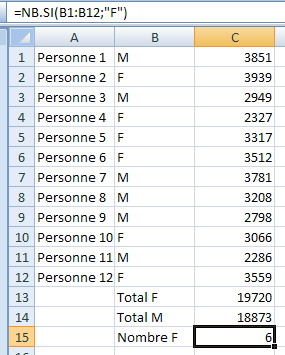 =NB.SI(B1:B12;"F")
A B C
1 Personne 1 M 3851
2 Personne 2 F 3939
3 Personne 3 M 2949
4 Personne 4 F 2327
5 Personne 5 F 3317
6 Personne 6 F 3512
7 Personne 7 M 3781
8 Personne 8 M 3208
9 Personne 9 M 2798
10 Personne 10 F 3066
11 Personne 11 M 2286
12 Personne 12 F 3559
13 Total F 19720
14 Total M 18873
15 Nombre F 6